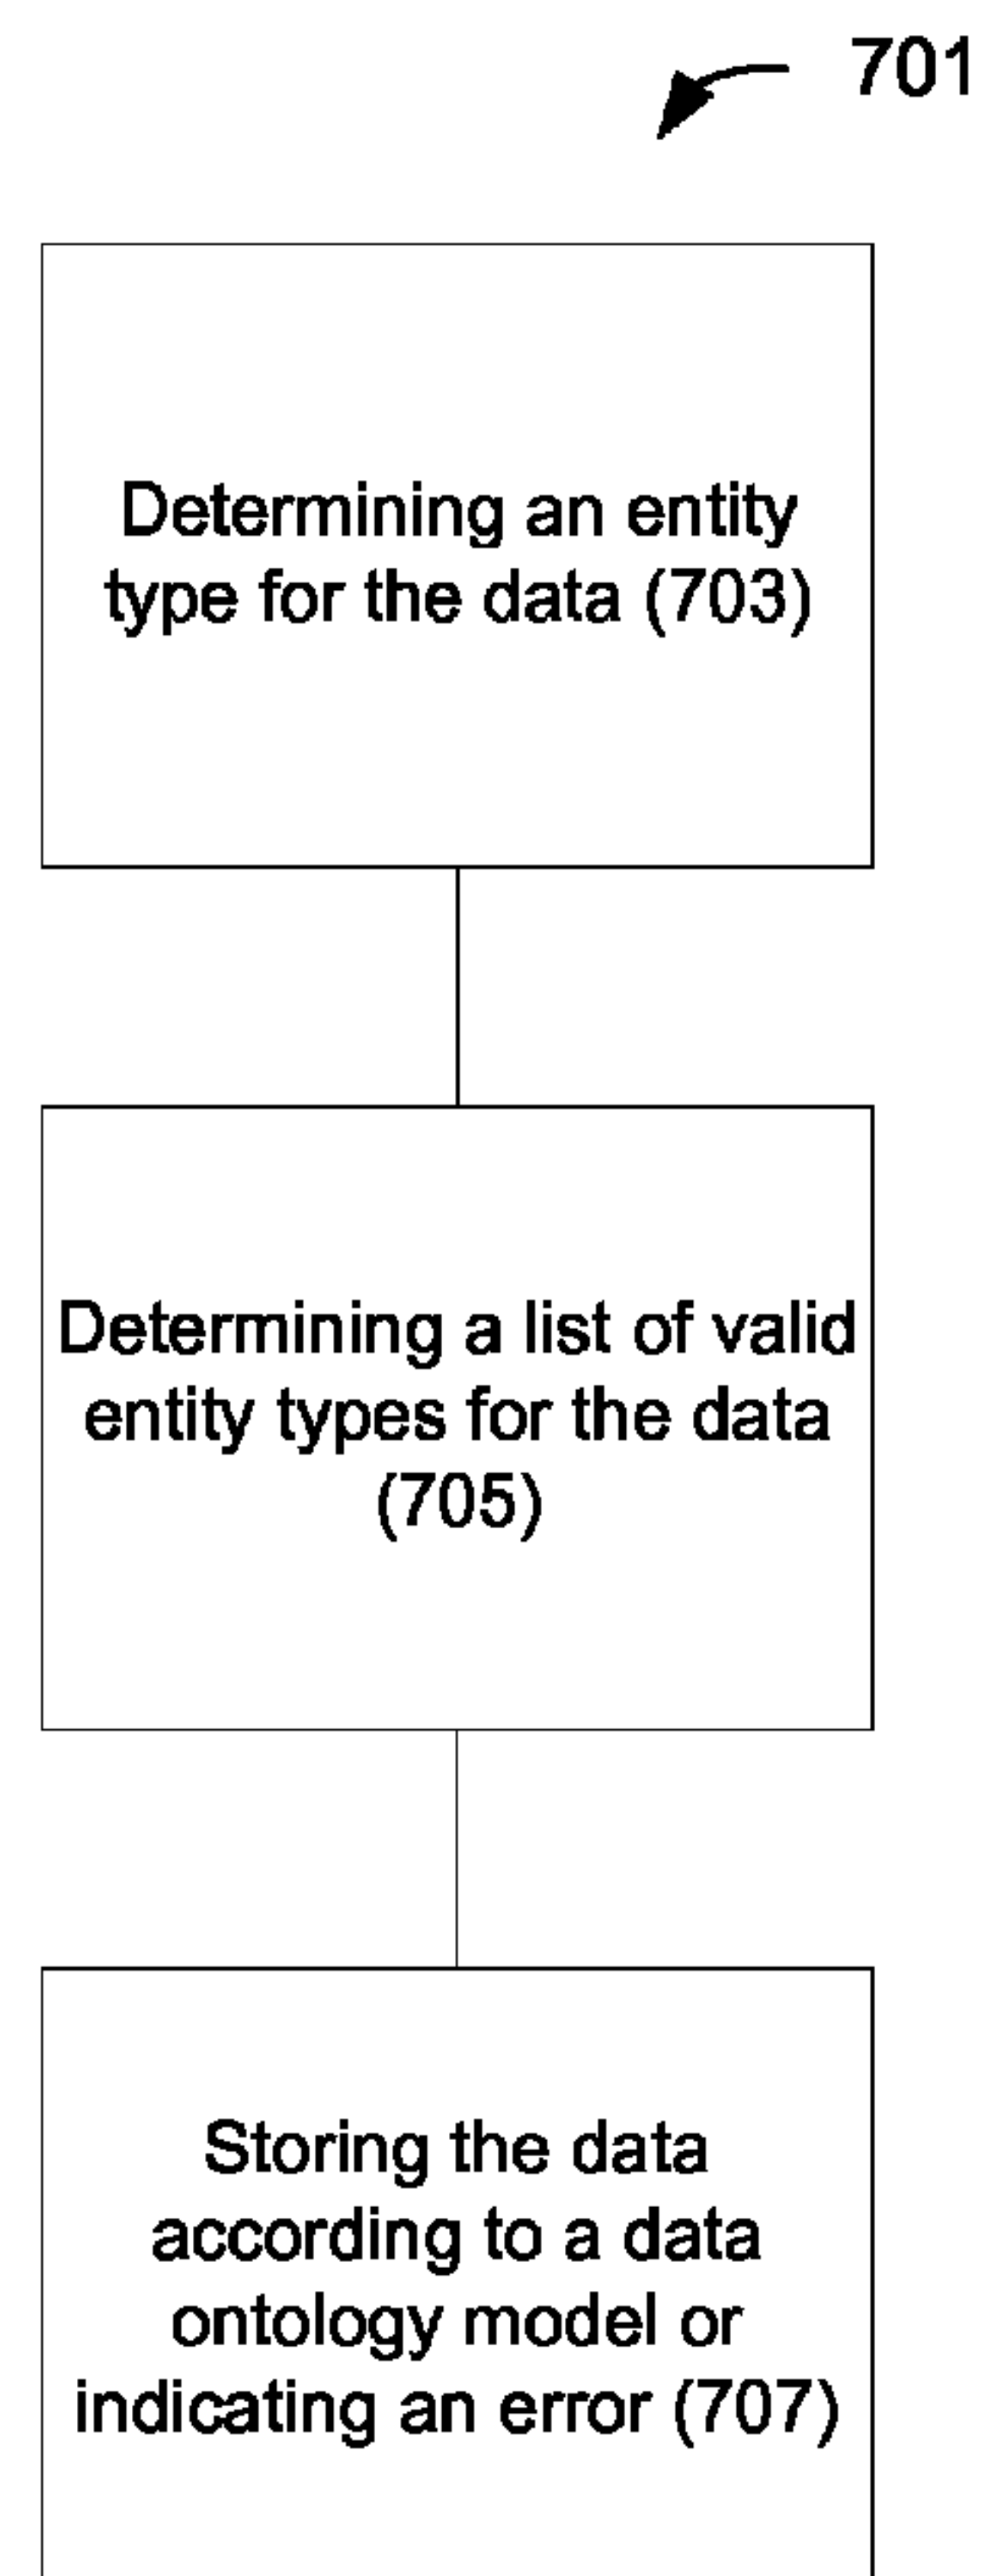 701
Determining an entity
type for the data (703)
Determining a list of valid
entity types for the data
(705)
Storing the data
according to a data
ontology model or
indicating an error (707)